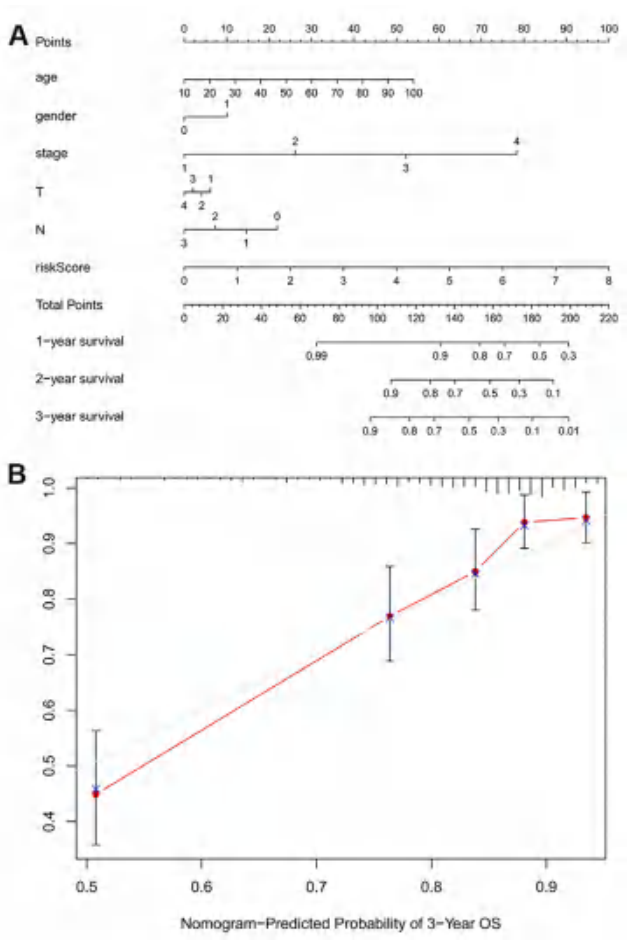 A
Points
0 10 20 30 40 50 60 70 80 90 100
age
10 20 30 40 50 60 70 80 90 100
1
gender
0
2 4
stage
1 3
3 1
T
4 2
2 0
N
3 1
riskScore
0 1 2 3 4 5 6 7 8
Total Points
0 20 40 60 80 100 120 140 160 180 200 220
1−year survival
0.99 0.9 0.8 0.7 0.5 0.3
2−year survival
0.9 0.8 0.7 0.5 0.3 0.1
3−year survival
0.9 0.8 0.7 0.5 0.3 0.1 0.01
B
1.0
0.9
0.8
0.7
0.6
0.5
0.4
0.5 0.6 0.7 0.8 0.9
Nomogram−Predicted Probability of 3−Year OS